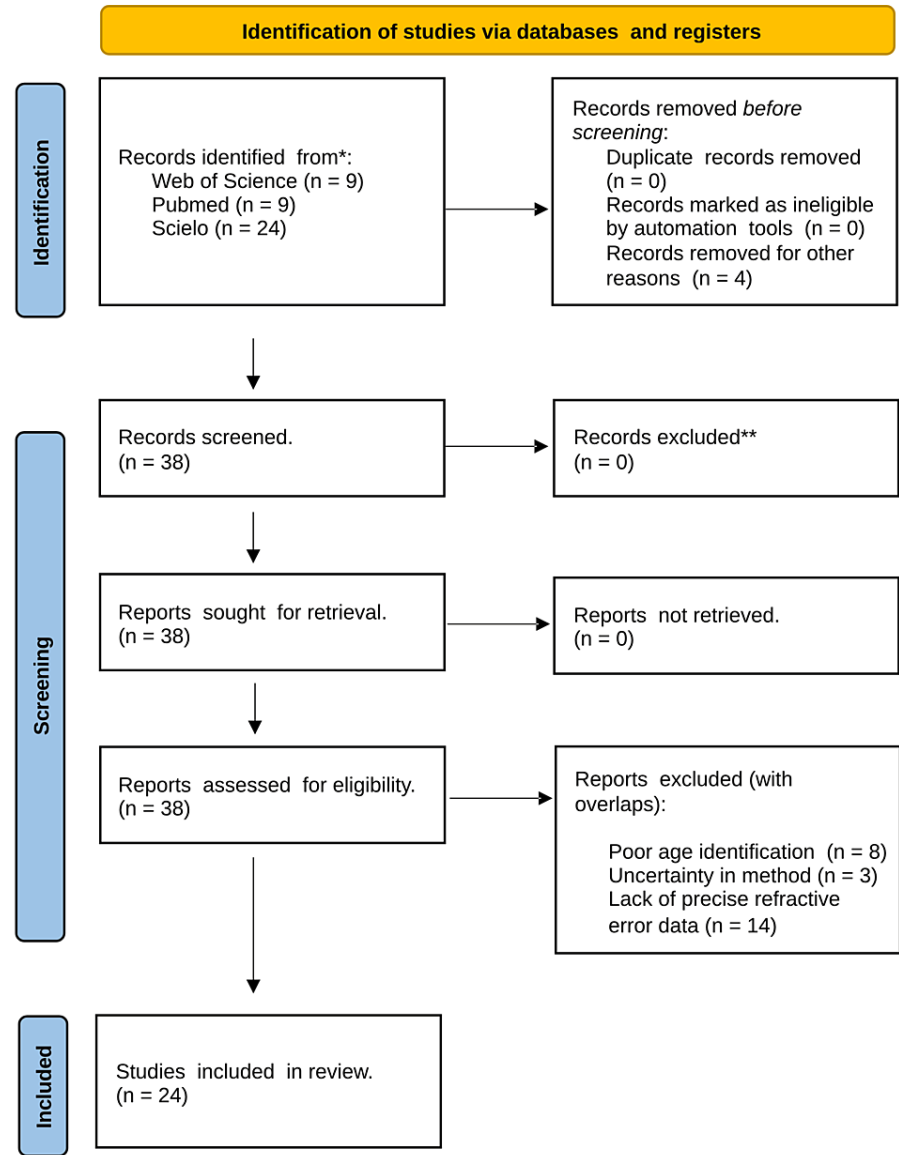 Identification of studies via databases and registers
Identification
Records identified from*:
Web of Science (n = 9)
Pubmed (n = 9)
Scielo (n = 24)
Records removed before
screening:
Duplicate records removed
(n = 0)
Records marked as ineligible
by automation tools (n = 0)
Records removed for other
reasons (n = 4)
Screening
Records screened.
(n = 38)
Records excluded**
(n = 0)
Reports sought for retrieval.
(n = 38)
Reports not retrieved.
(n = 0)
Reports assessed for eligibility.
(n = 38)
Reports excluded (with
overlaps):
Poor age identification (n = 8)
Uncertainty in method (n = 3)
Lack of precise refractive
error data (n = 14)
Included
Studies included in review.
(n = 24)